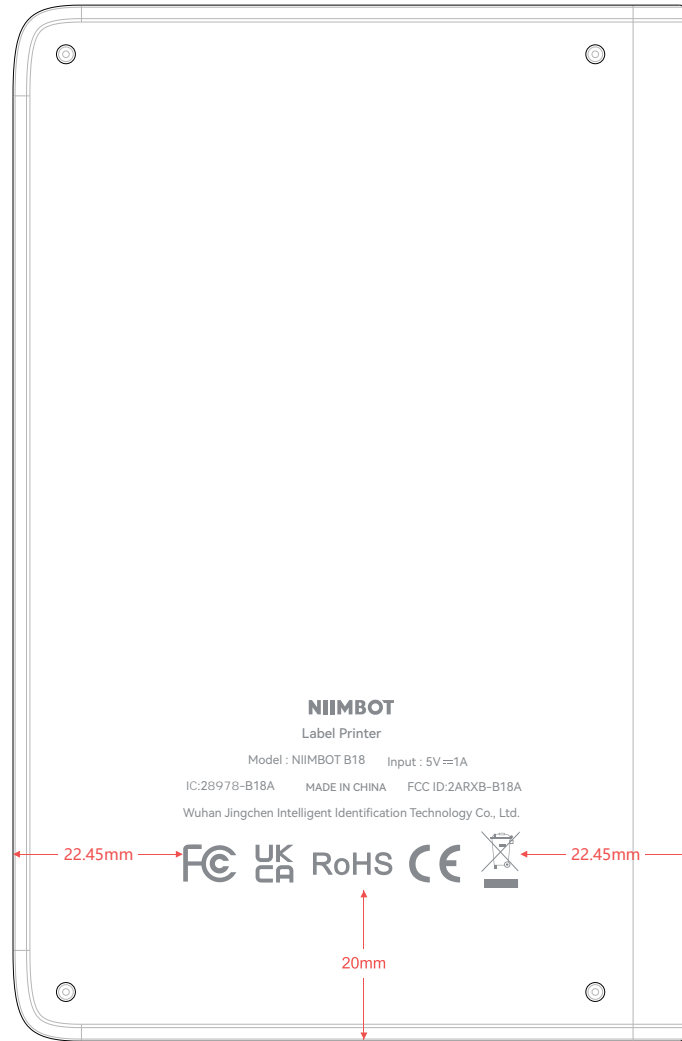 NIIMBOT
Label Printer
Model : NIIMBOT B18 Input : 5V⎓1A
IC:28978-B18A MADE IN CHINA FCC ID:2ARXB-B18A
Wuhan Jingchen Intelligent Identification Technology Co., Ltd.
22.45mm FC UK CA RoHS CE 22.45mm
20mm